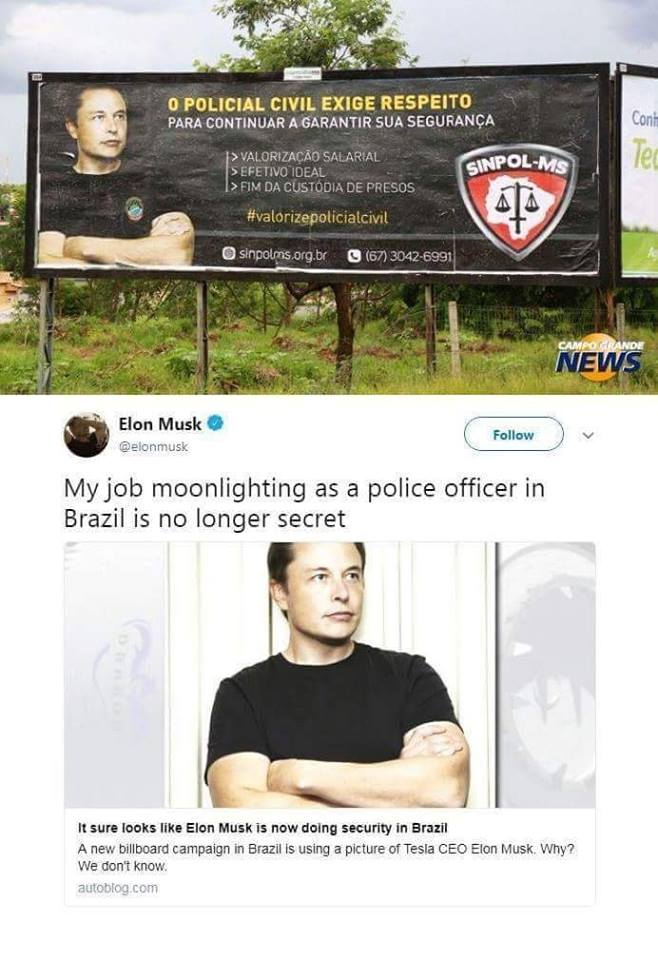 O POLICIAL CIVIL EXIGE RESPEITO
PARA CONTINUAR A GARANTIR SUA SEGURANÇA
> VALORIZAÇÃO SALARIAL
> EFETIVO IDEAL
> FIM DA CUSTÓDIA DE PRESOS
#valorizepolicialcivil
sinpolms.org.br (67) 3042-6991
SINPOL-MS
CAMPO GRANDE
NEWS
Elon Musk
@elonmusk
Follow
My job moonlighting as a police officer in
Brazil is no longer secret
It sure looks like Elon Musk is now doing security in Brazil
A new billboard campaign in Brazil is using a picture of Tesla CEO Elon Musk. Why?
We don't know.
autoblog.com